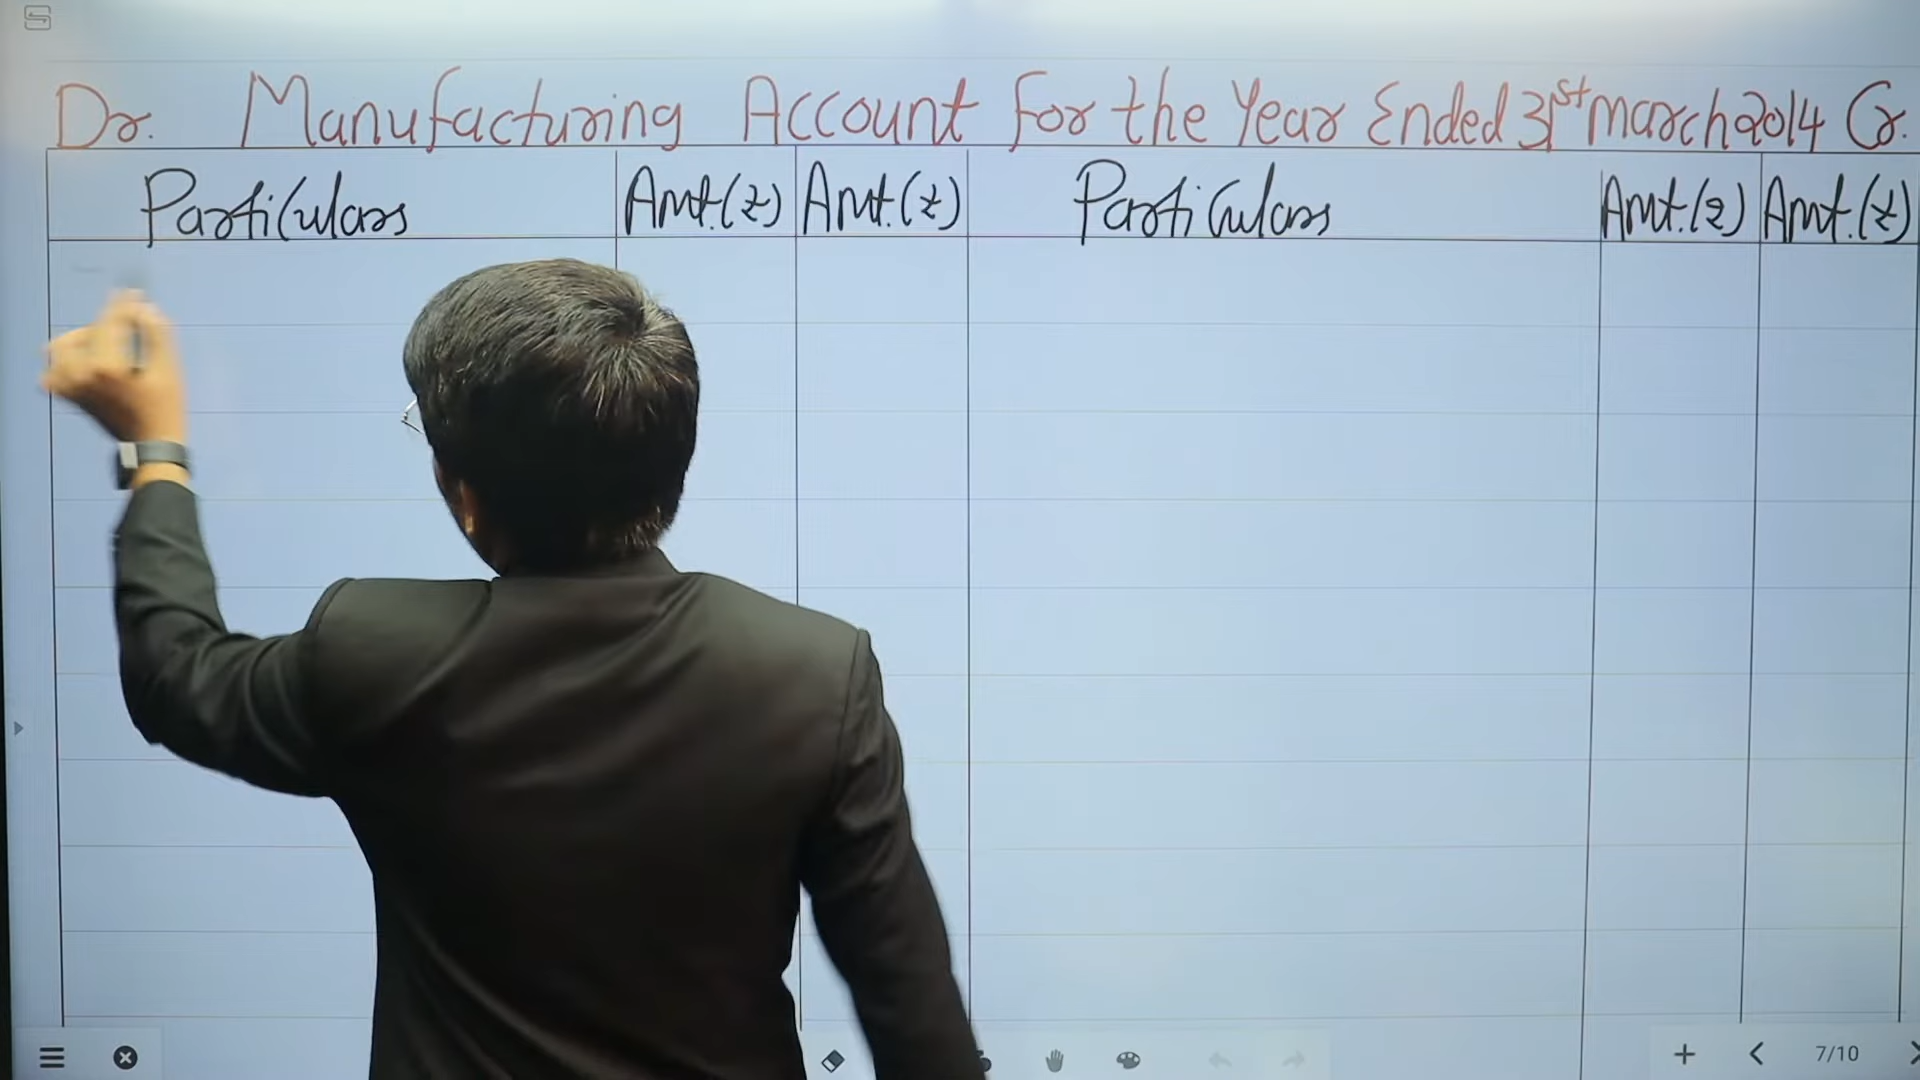 Dr. Manufacturing Account For the Year Ended 31st march 2014 Cr.
Particulars Amt.(₹) Amt.(₹) Particulars Amt.(₹) Amt.(₹)
7/10